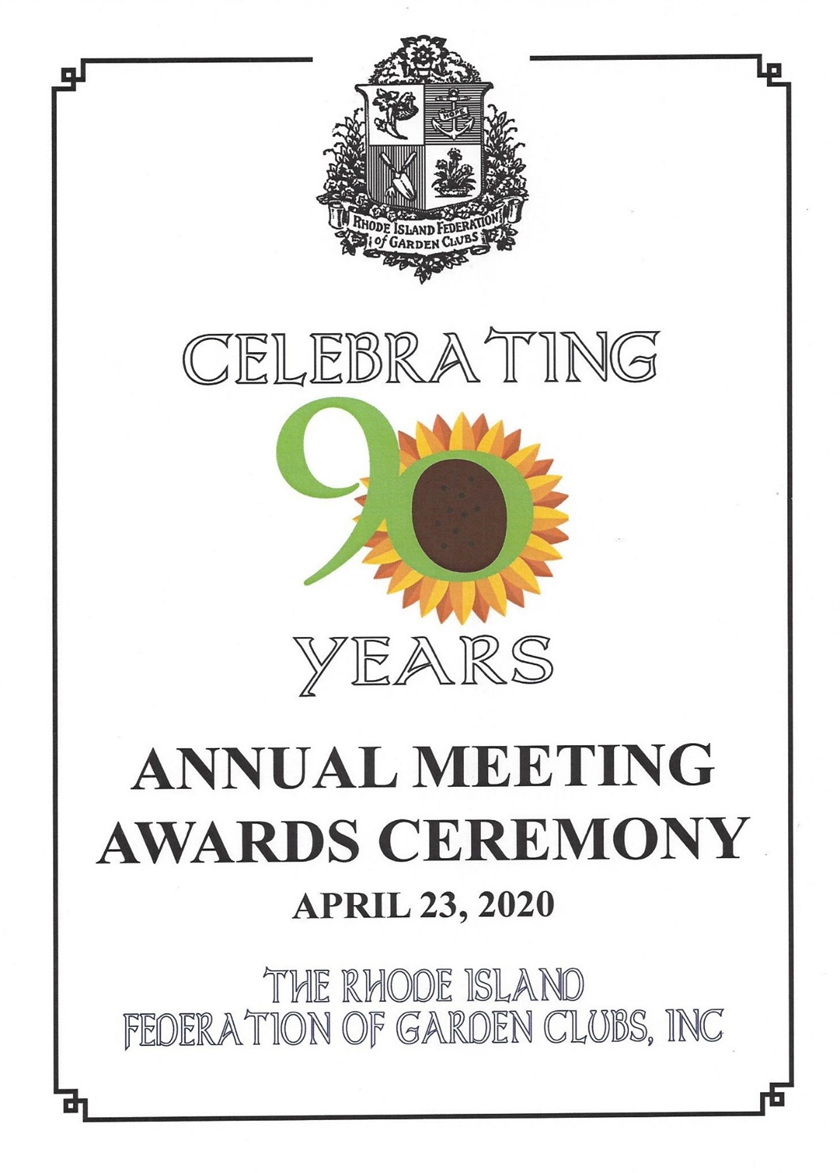 HOPE
RHODE ISLAND FEDERATION
of GARDEN CLUBS
CELEBRATING
90
YEARS
ANNUAL MEETING
AWARDS CEREMONY
APRIL 23, 2020
THE RHODE ISLAND
FEDERATION OF GARDEN CLUBS, INC